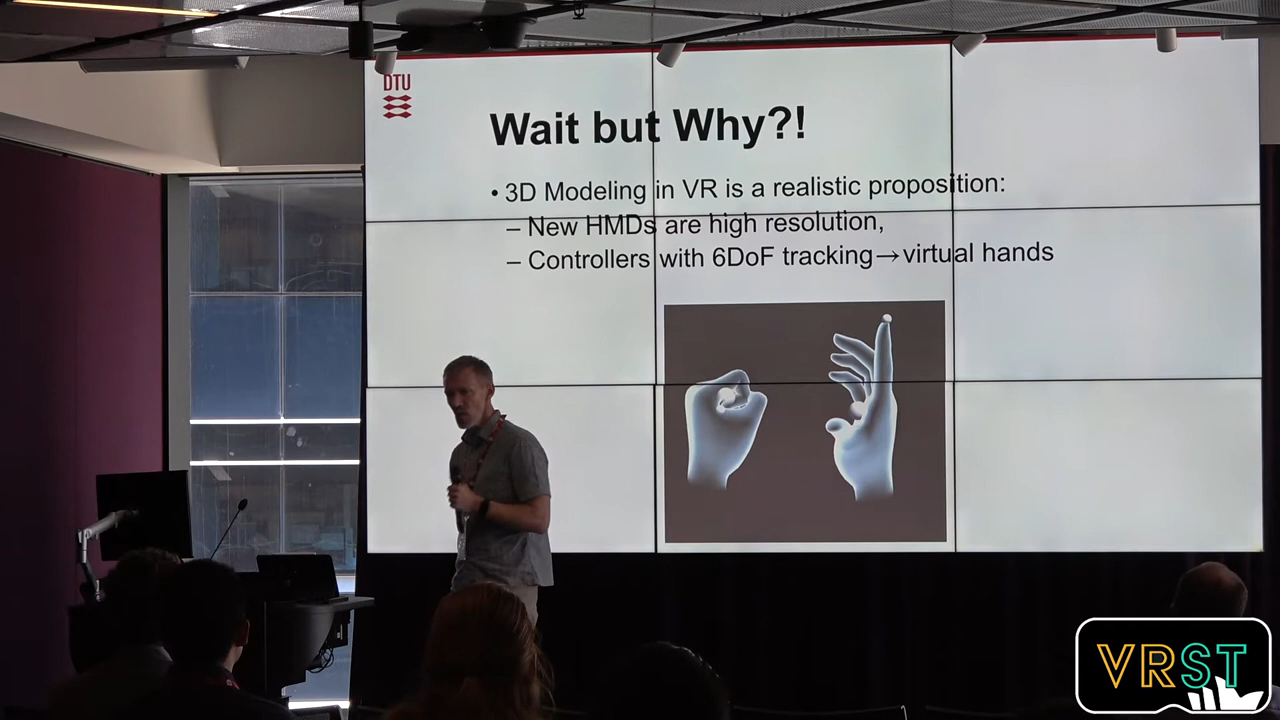 DTU
Wait but Why?!
• 3D Modeling in VR is a realistic proposition:
– New HMDs are high resolution,
– Controllers with 6DoF tracking→virtual hands
VRST